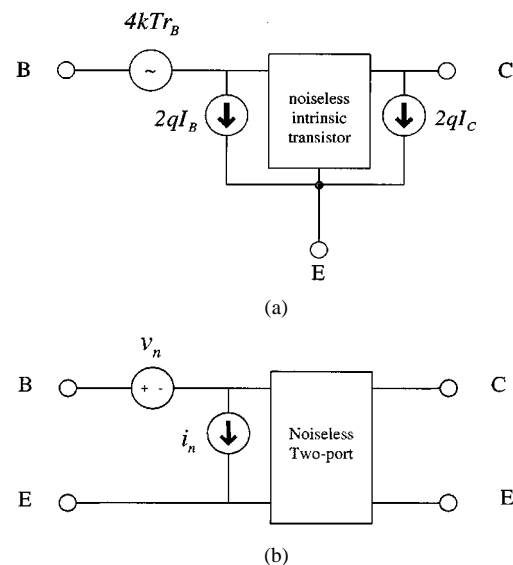 4kTr_B
B
~
C
2qI_B
noiseless
intrinsic
transistor
2qI_C
E
(a)
v_n
B
+ -
C
i_n
Noiseless
Two-port
E
E
(b)